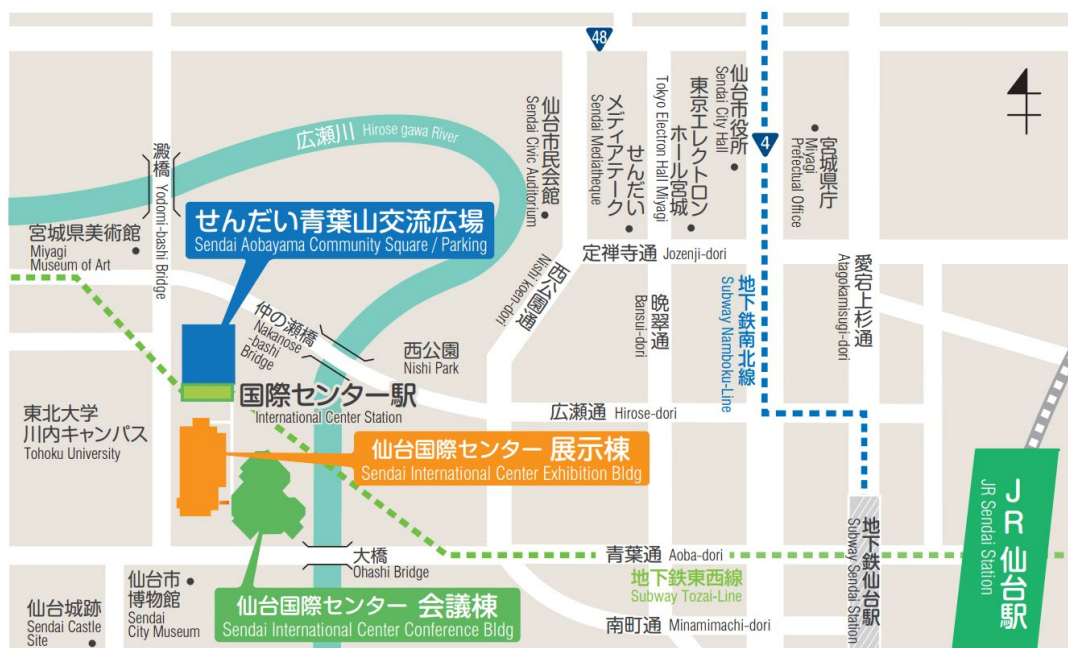 48
4
広瀬川 Hirose gawa River
澱橋
Yodomi-bashi Bridge
仙台市民会館
Sendai Civic Auditorium
せんだい
メディアテーク
Sendai Mediatheque
東京エレクトロン
ホール宮城
Tokyo Electron Hall Miyagi
仙台市役所
Sendai City Hall
宮城県庁
Miyagi
Prefectual Office
宮城県美術館
Miyagi
Museum of Art
せんだい青葉山交流広場
Sendai Aobayama Community Square / Parking
定禅寺通 Jozenji-dori
西公園通
Nishi koen-dori
晩翠通
Bansui-dori
地下鉄南北線
Subway Namboku-Line
愛宕上杉通
Atagokamisugi-dori
仲の瀬橋
Nakanose
-bashi
Bridge
西公園
Nishi Park
国際センター駅
International Center Station
広瀬通 Hirose-dori
東北大学
川内キャンパス
Tohoku University
仙台国際センター 展示棟
Sendai International Center Exhibition Bldg
JR仙台駅
JR Sendai Station
地下鉄仙台駅
Subway Sendai Station
大橋
Ohashi Bridge
青葉通 Aoba-dori
地下鉄東西線
Subway Tozai-Line
仙台国際センター 会議棟
Sendai International Center Conference Bldg
南町通 Minamimachi-dori
仙台城跡
Sendai Castle
Site
仙台市
博物館
Sendai
City Museum